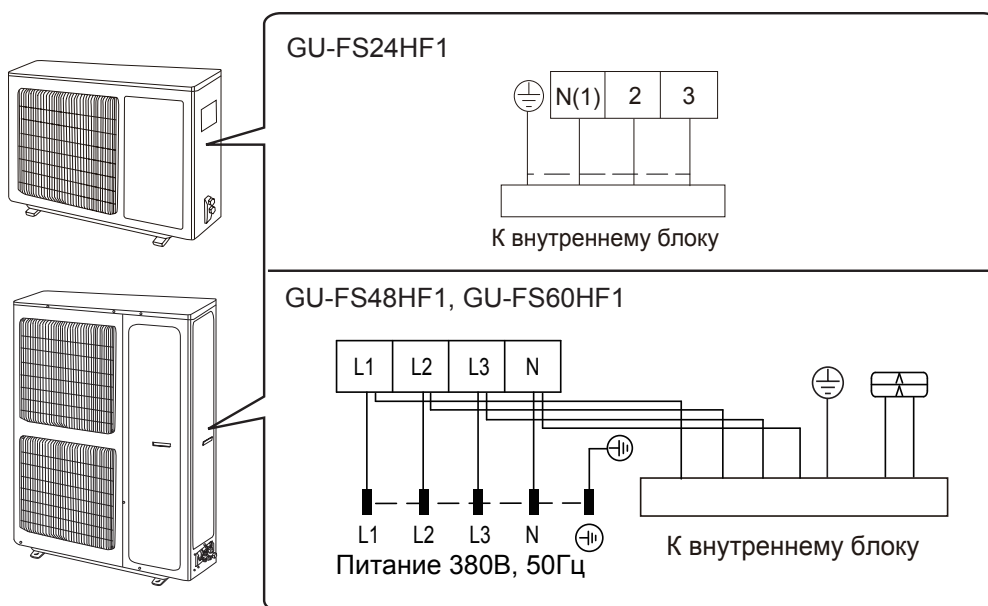 GU-FS24HF1
N(1) 2 3
К внутреннему блоку
GU-FS48HF1, GU-FS60HF1
L1 L2 L3 N
L1 L2 L3 N
Питание 380В, 50Гц
К внутреннему блоку